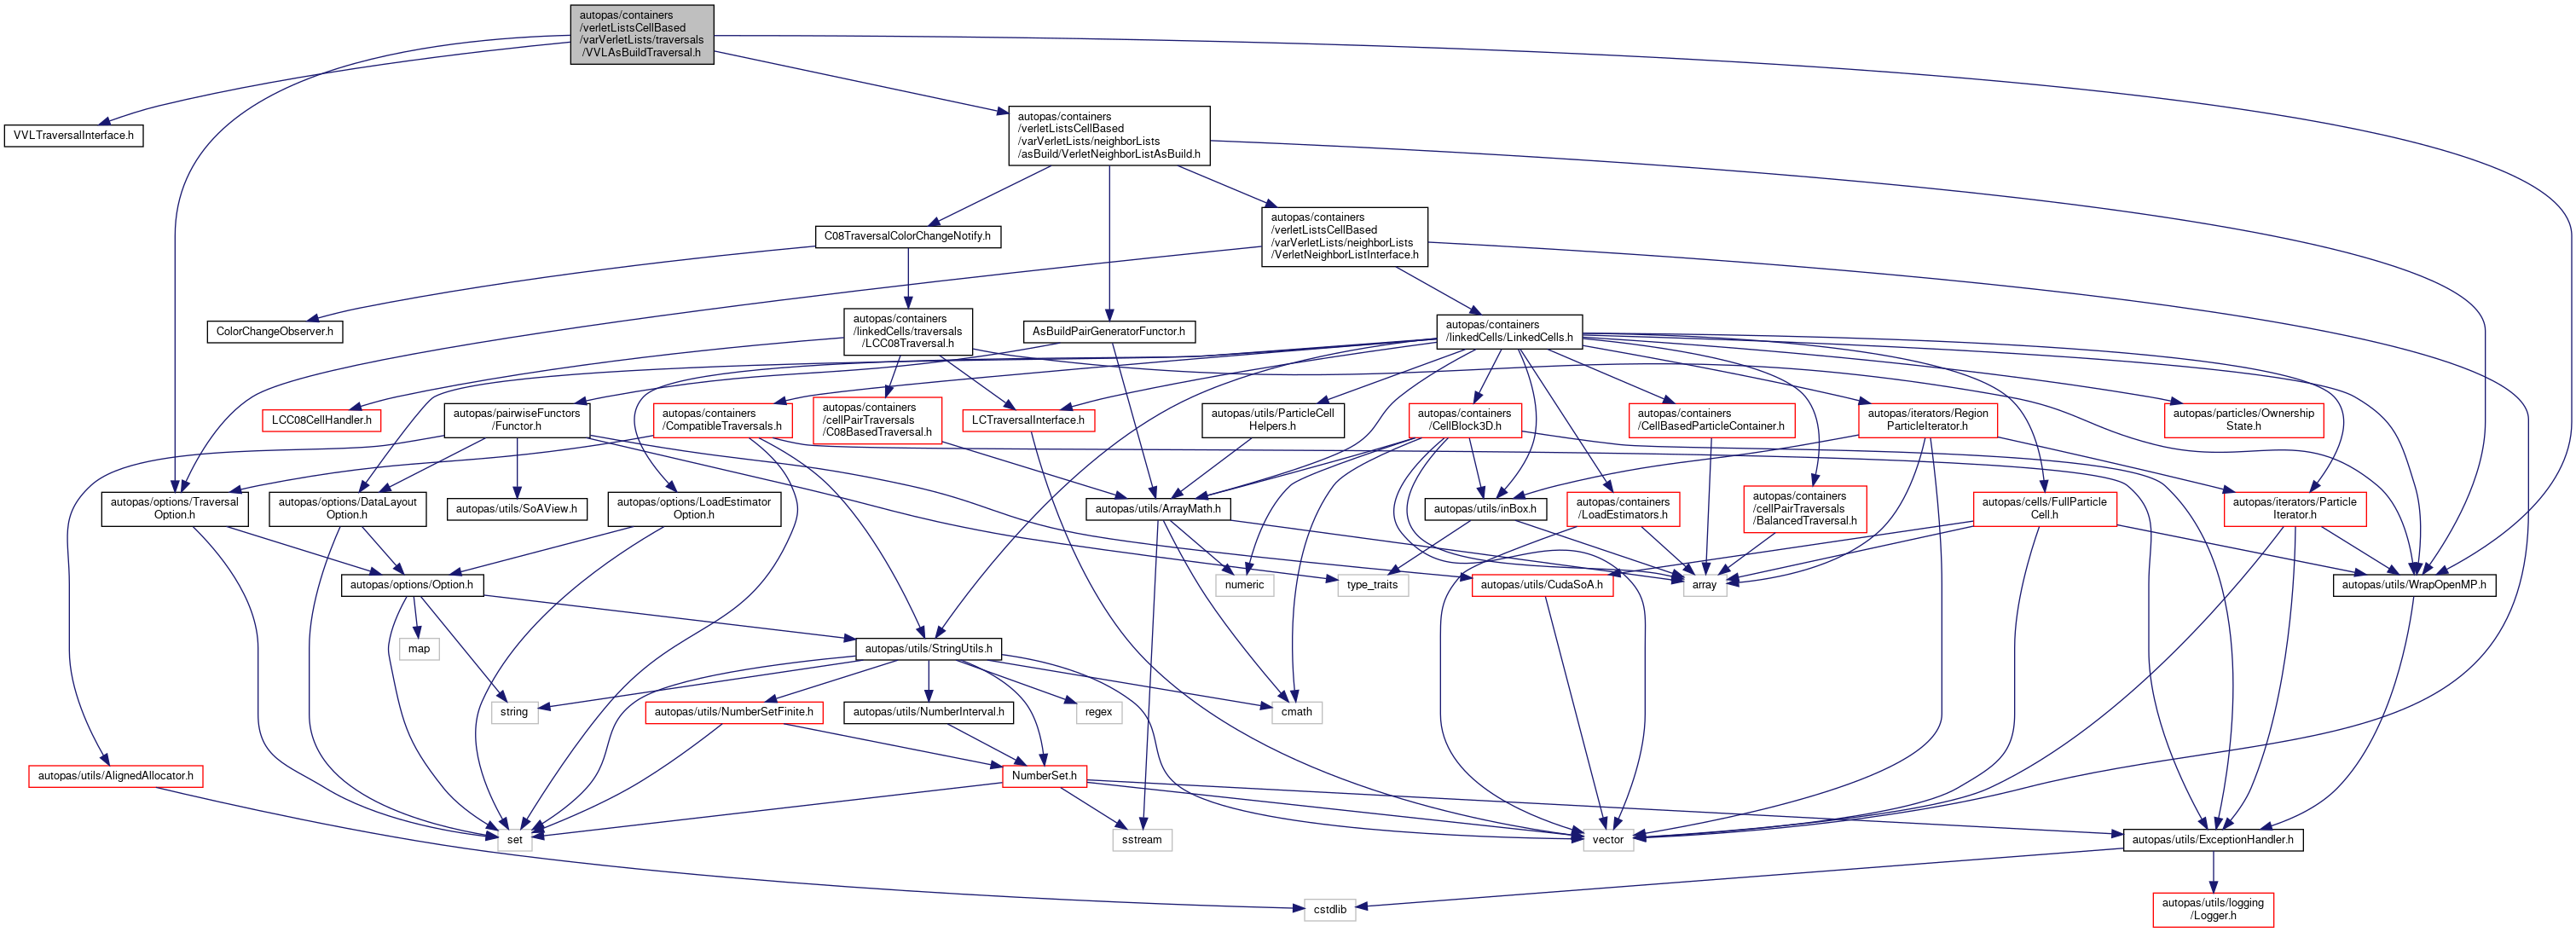 autopas/containers
/verletListsCellBased
/varVerletLists/traversals
/VVLAsBuildTraversal.h
VVLTraversalInterface.h
autopas/containers
/verletListsCellBased
/varVerletLists/neighborLists
/asBuild/VerletNeighborListAsBuild.h
C08TraversalColorChangeNotify.h
autopas/containers
/verletListsCellBased
/varVerletLists/neighborLists
/VerletNeighborListInterface.h
ColorChangeObserver.h
autopas/containers
/linkedCells/traversals
/LCC08Traversal.h
AsBuildPairGeneratorFunctor.h
autopas/containers
/linkedCells/LinkedCells.h
LCC08CellHandler.h
autopas/pairwiseFunctors
/Functor.h
autopas/containers
/CompatibleTraversals.h
autopas/containers
/cellPairTraversals
/C08BasedTraversal.h
LCTraversalInterface.h
autopas/utils/ParticleCell
Helpers.h
autopas/containers
/CellBlock3D.h
autopas/containers
/CellBasedParticleContainer.h
autopas/iterators/Region
ParticleIterator.h
autopas/particles/Ownership
State.h
autopas/options/Traversal
Option.h
autopas/options/DataLayout
Option.h
autopas/utils/SoAView.h
autopas/options/LoadEstimator
Option.h
autopas/utils/ArrayMath.h
autopas/utils/inBox.h
autopas/containers
/LoadEstimators.h
autopas/containers
/cellPairTraversals
/BalancedTraversal.h
autopas/cells/FullParticle
Cell.h
autopas/iterators/Particle
Iterator.h
autopas/options/Option.h
numeric
type_traits
autopas/utils/CudaSoA.h
array
autopas/utils/WrapOpenMP.h
map
autopas/utils/StringUtils.h
string
autopas/utils/NumberSetFinite.h
autopas/utils/NumberInterval.h
regex
cmath
autopas/utils/AlignedAllocator.h
NumberSet.h
set
sstream
vector
autopas/utils/ExceptionHandler.h
cstdlib
autopas/utils/logging
/Logger.h